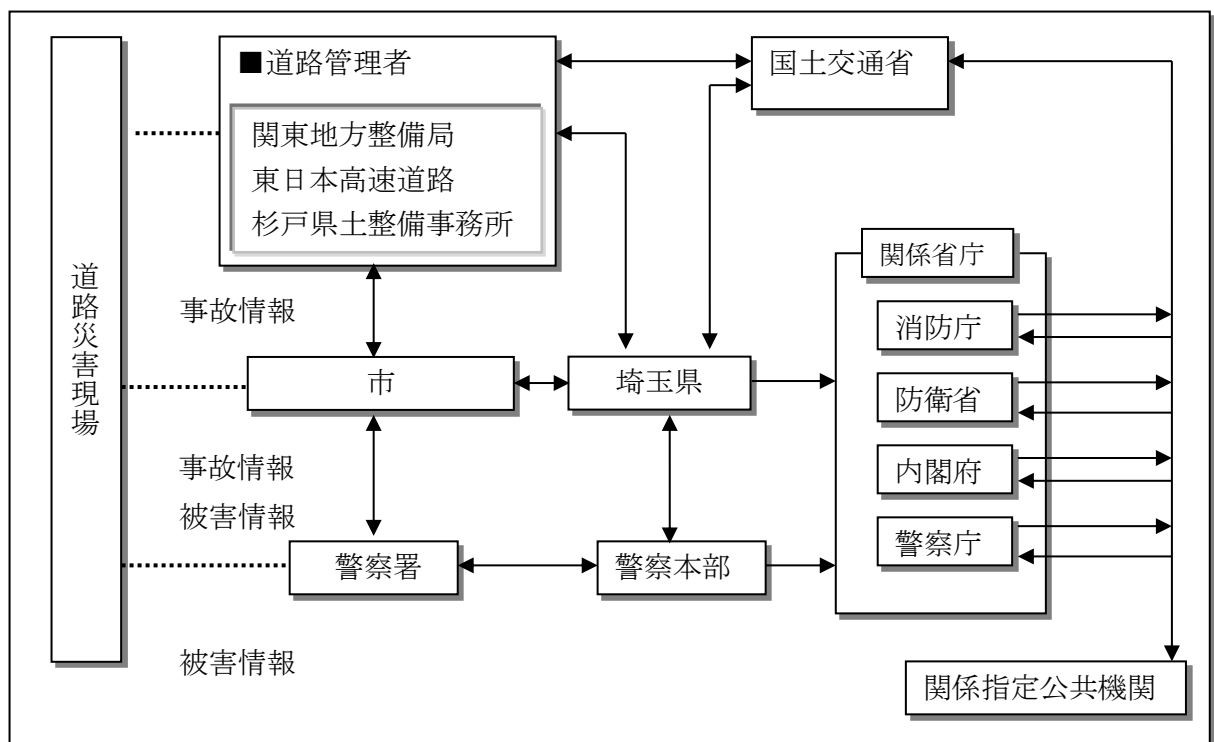 ■道路管理者
国土交通省
関東地方整備局
東日本高速道路
杉戸県土整備事務所
関係省庁
道路災害現場
事故情報
消防庁
市
埼玉県
防衛省
事故情報
内閣府
被害情報
警察庁
警察署
警察本部
被害情報
関係指定公共機関